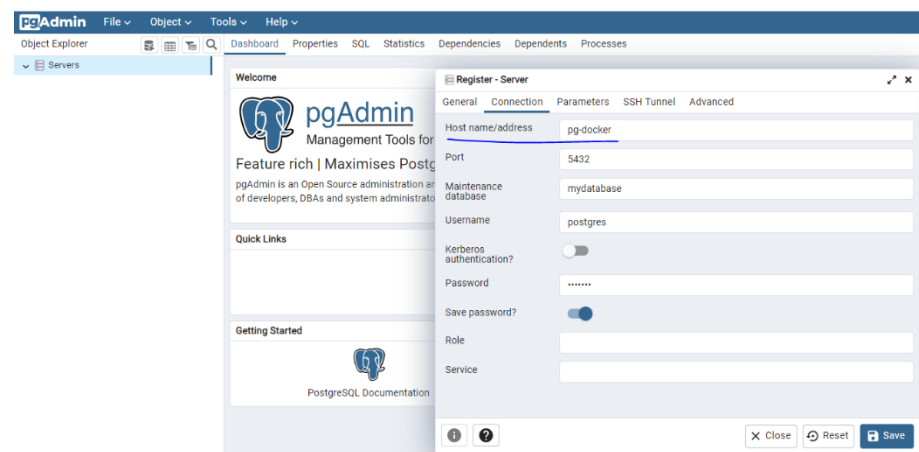 pgAdmin File Object Tools Help
Object Explorer
Dashboard Properties SQL Statistics Dependencies Dependents Processes
Servers
Welcome
pgAdmin
Management Tools for
Feature rich | Maximises Postg
pgAdmin is an Open Source administration an
of developers, DBAs and system administrato
Quick Links
Getting Started
PostgreSQL Documentation
Register - Server
General Connection Parameters SSH Tunnel Advanced
Host name/address pg-docker
Port 5432
Maintenance
database
mydatabase
Username postgres
Kerberos
authentication?
Password •••••••
Save password?
Role
Service
Close Reset Save